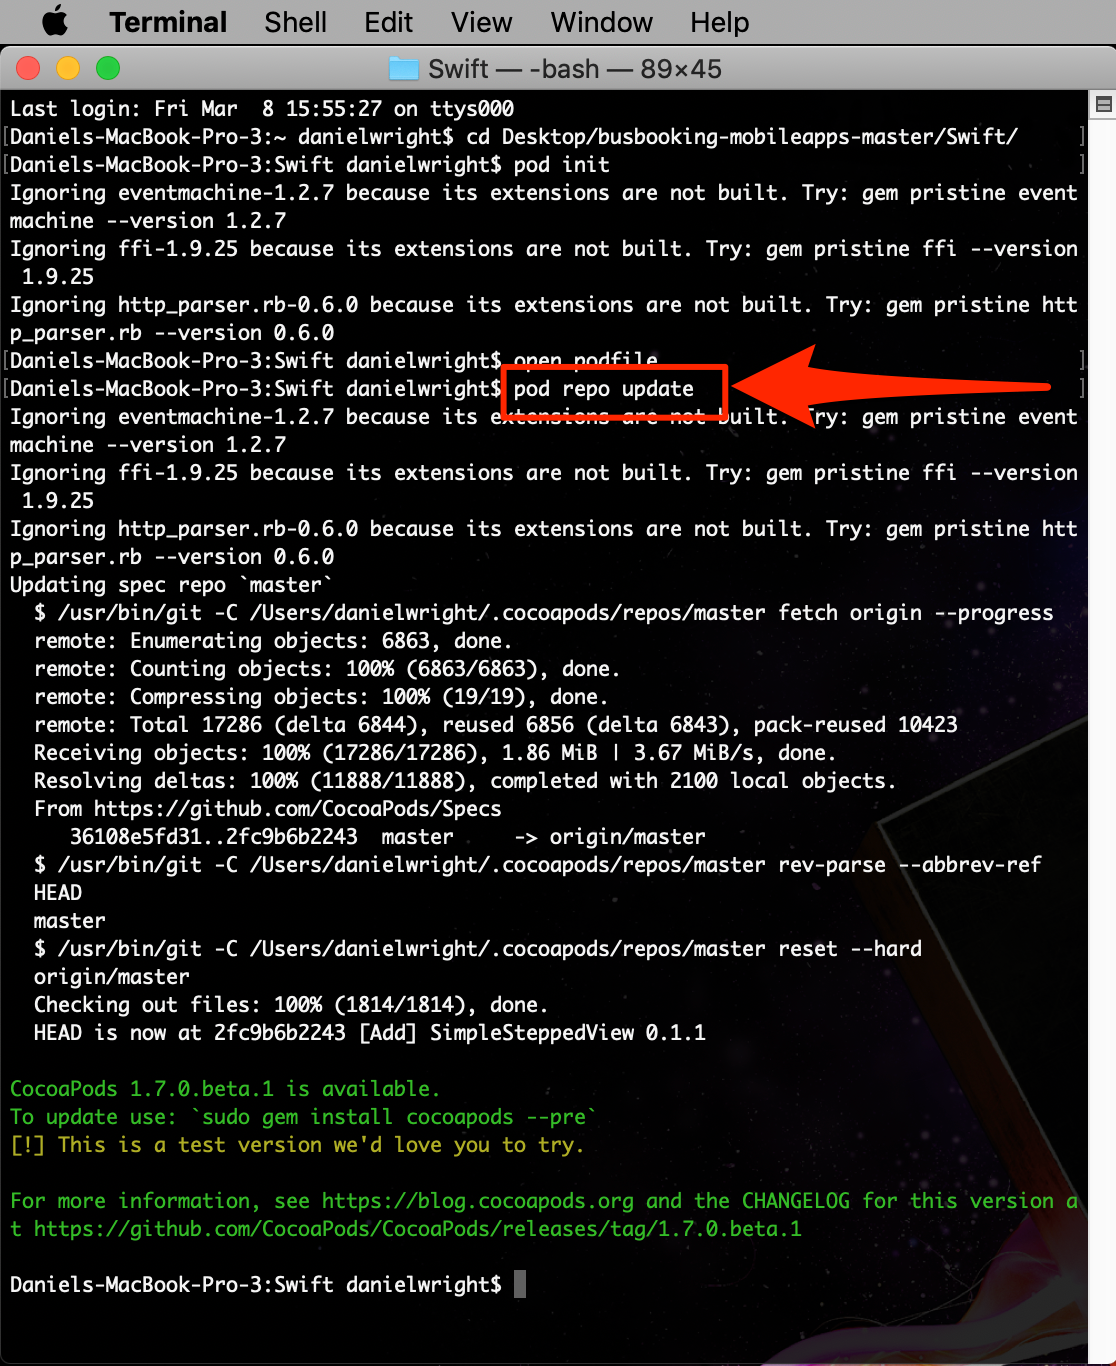 Terminal Shell Edit View Window Help
Swift — -bash — 89×45
Last login: Fri Mar  8 15:55:27 on ttys000
[Daniels-MacBook-Pro-3:~ danielwright$ cd Desktop/busbooking-mobileapps-master/Swift/ ]
[Daniels-MacBook-Pro-3:Swift danielwright$ pod init ]
Ignoring eventmachine-1.2.7 because its extensions are not built. Try: gem pristine event
machine --version 1.2.7
Ignoring ffi-1.9.25 because its extensions are not built. Try: gem pristine ffi --version
 1.9.25
Ignoring http_parser.rb-0.6.0 because its extensions are not built. Try: gem pristine htt
p_parser.rb --version 0.6.0
[Daniels-MacBook-Pro-3:Swift danielwright$ open podfile ]
[Daniels-MacBook-Pro-3:Swift danielwright$ pod repo update ]
Ignoring eventmachine-1.2.7 because its extensions are not built. Try: gem pristine event
machine --version 1.2.7
Ignoring ffi-1.9.25 because its extensions are not built. Try: gem pristine ffi --version
 1.9.25
Ignoring http_parser.rb-0.6.0 because its extensions are not built. Try: gem pristine htt
p_parser.rb --version 0.6.0
Updating spec repo `master`
  $ /usr/bin/git -C /Users/danielwright/.cocoapods/repos/master fetch origin --progress
  remote: Enumerating objects: 6863, done.
  remote: Counting objects: 100% (6863/6863), done.
  remote: Compressing objects: 100% (19/19), done.
  remote: Total 17286 (delta 6844), reused 6856 (delta 6843), pack-reused 10423
  Receiving objects: 100% (17286/17286), 1.86 MiB | 3.67 MiB/s, done.
  Resolving deltas: 100% (11888/11888), completed with 2100 local objects.
  From https://github.com/CocoaPods/Specs
     36108e5fd31..2fc9b6b2243  master     -> origin/master
  $ /usr/bin/git -C /Users/danielwright/.cocoapods/repos/master rev-parse --abbrev-ref
  HEAD
  master
  $ /usr/bin/git -C /Users/danielwright/.cocoapods/repos/master reset --hard
  origin/master
  Checking out files: 100% (1814/1814), done.
  HEAD is now at 2fc9b6b2243 [Add] SimpleSteppedView 0.1.1
CocoaPods 1.7.0.beta.1 is available.
To update use: `sudo gem install cocoapods --pre`
[!] This is a test version we'd love you to try.
For more information, see https://blog.cocoapods.org and the CHANGELOG for this version a
t https://github.com/CocoaPods/CocoaPods/releases/tag/1.7.0.beta.1
Daniels-MacBook-Pro-3:Swift danielwright$